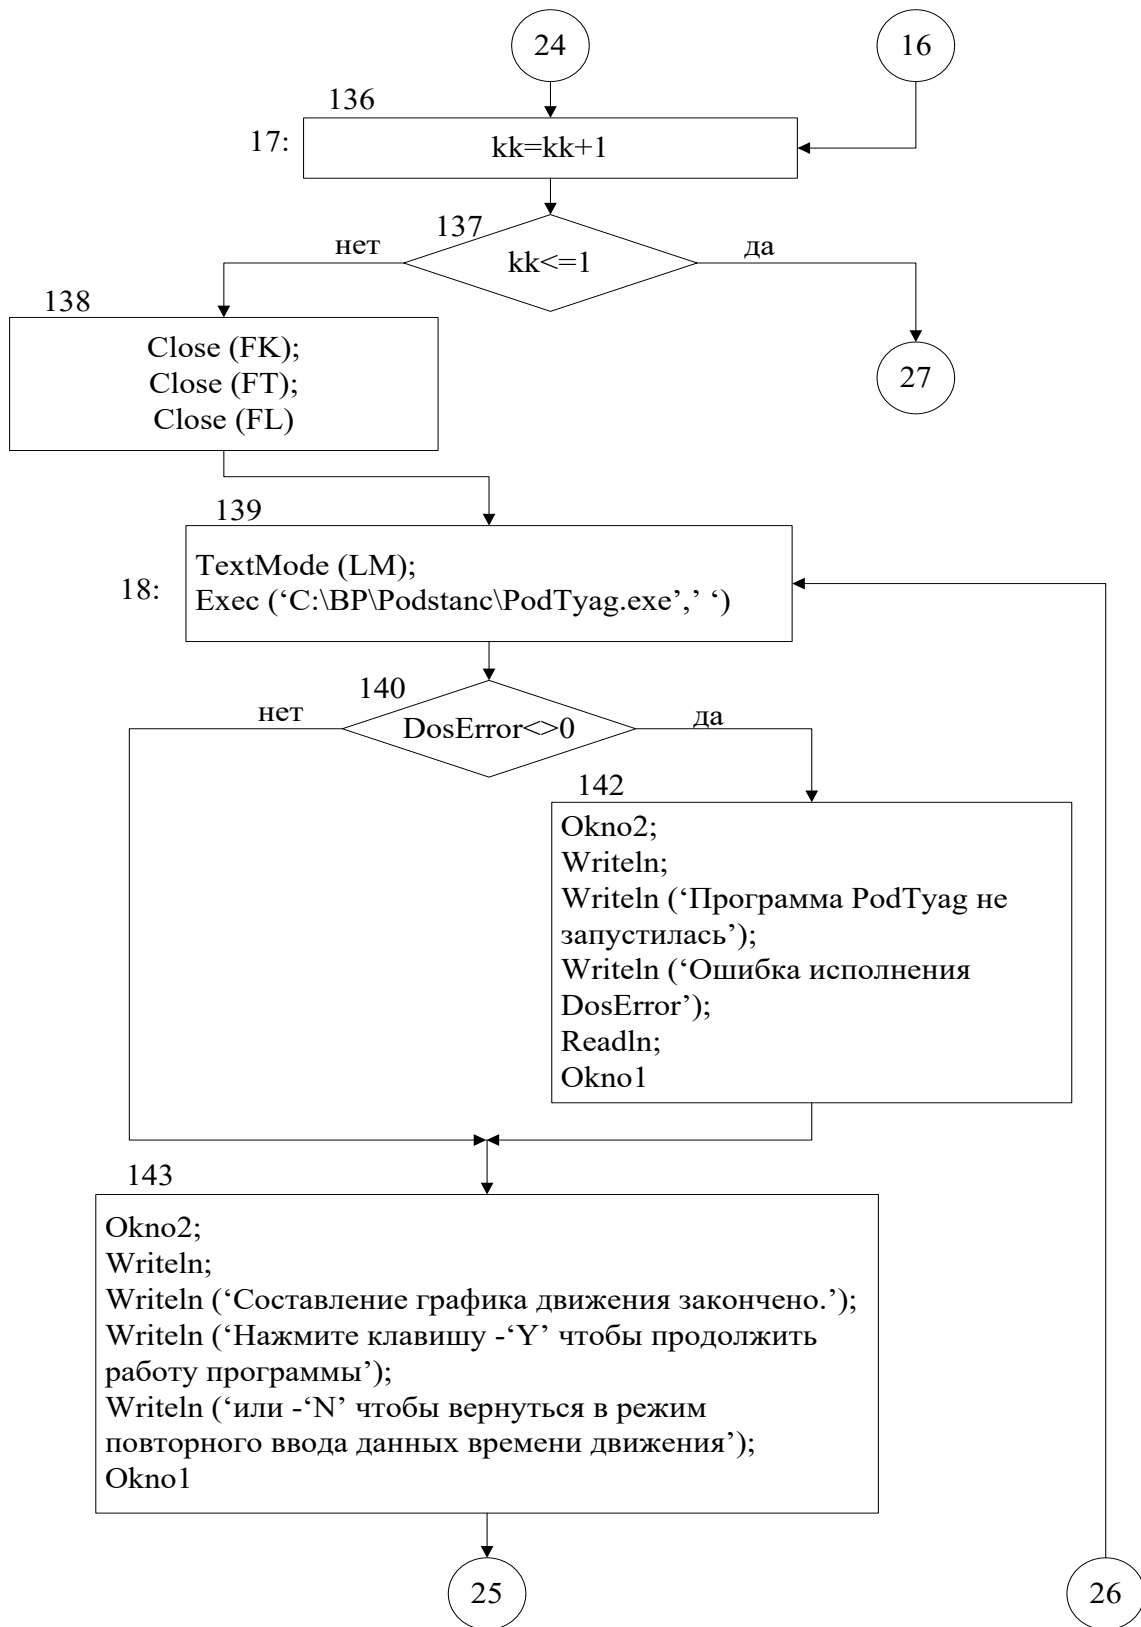 24
16
136
17:
kk=kk+1
137
нет
да
kk<=1
138
Close (FK);
Close (FT);
Close (FL)
27
139
18:
TextMode (LM);
Exec (‘C:\BP\Podstanc\PodTyag.exe’,’ ‘)
140
нет
да
DosError<>0
142
Okno2;
Writeln;
Writeln (‘Программа PodTyag не
запустилась’);
Writeln (‘Ошибка исполнения
DosError’);
Readln;
Okno1
143
Okno2;
Writeln;
Writeln (‘Составление графика движения закончено.’);
Writeln (‘Нажмите клавишу -‘Y’ чтобы продолжить
работу программы’);
Writeln (‘или -‘N’ чтобы вернуться в режим
повторного ввода данных времени движения’);
Okno1
25
26